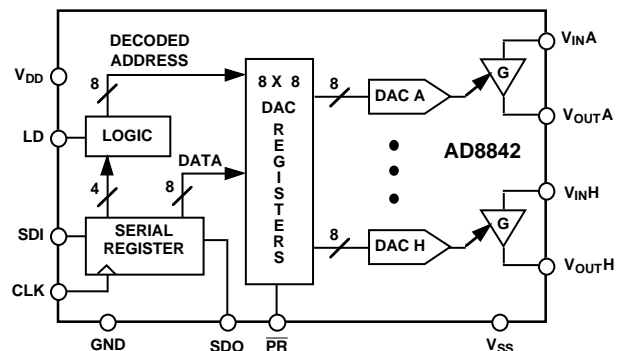 DECODED
ADDRESS
VDD
8
8 X 8
DAC
REGISTERS
8
DAC A
G
VINA
VOUTA
LD
LOGIC
DATA
AD8842
4
8
SDI
SERIAL
REGISTER
8
DAC H
G
VINH
VOUTH
CLK
GND
SDO
PR
VSS